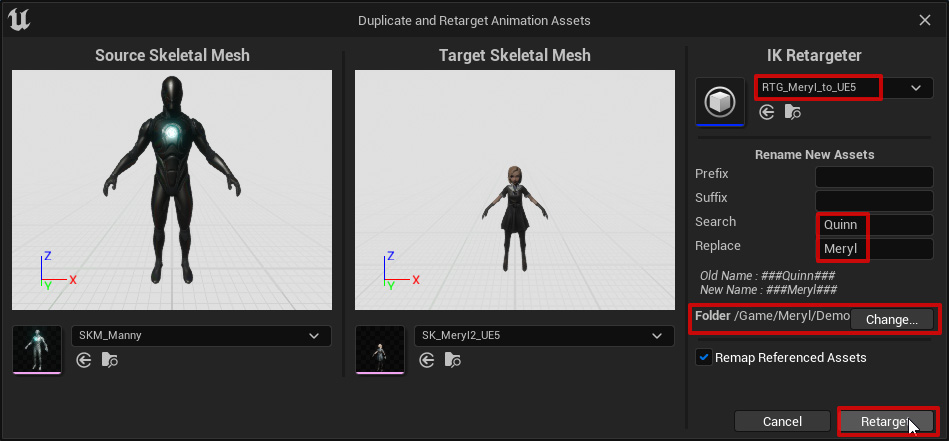 Duplicate and Retarget Animation Assets
Source Skeletal Mesh
Target Skeletal Mesh
IK Retargeter
Z
X
Y
SKM_Manny
Z
X
Y
SK_Meryl2_UE5
RTG_Meryl_to_UE5
Rename New Assets
Prefix
Suffix
Search Quinn
Replace Meryl
Old Name : ###Quinn###
New Name : ###Meryl###
Folder /Game/Meryl/Demo Change...
Remap Referenced Assets
Cancel Retarget